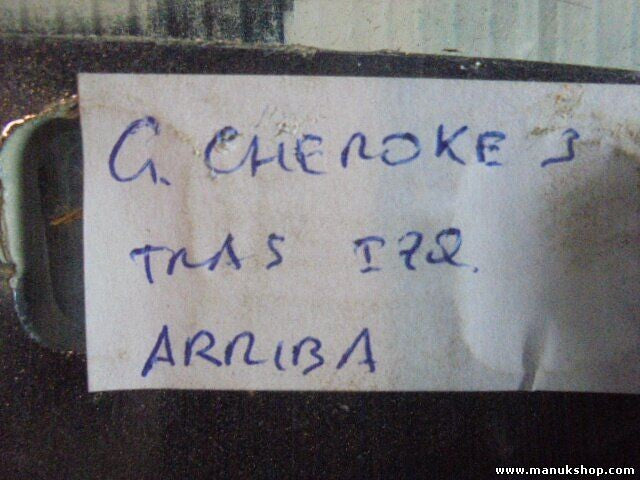 G. CHEROKE 3
TRAS IZQ.
ARRIBA
www.manukshop.com